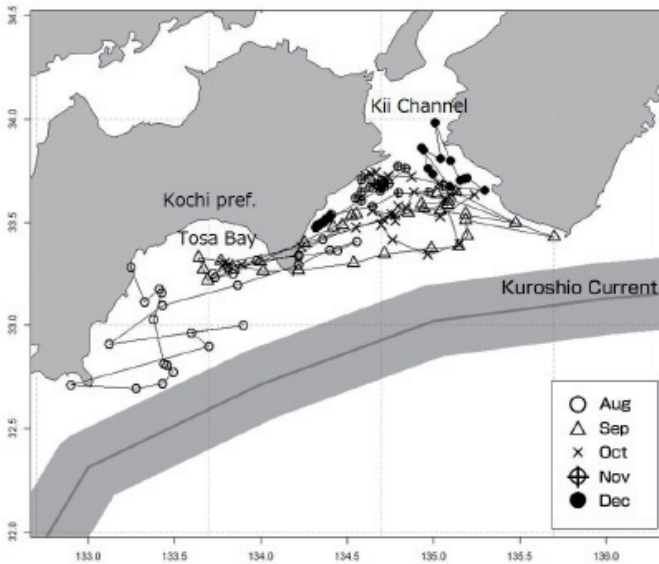 34.5
34.0
33.5
33.0
32.5
32.0
Kii Channel
Kochi pref.
Tosa Bay
Kuroshio Current
Aug
Sep
Oct
Nov
Dec
133.0 133.5 134.0 134.5 135.0 135.5 136.0